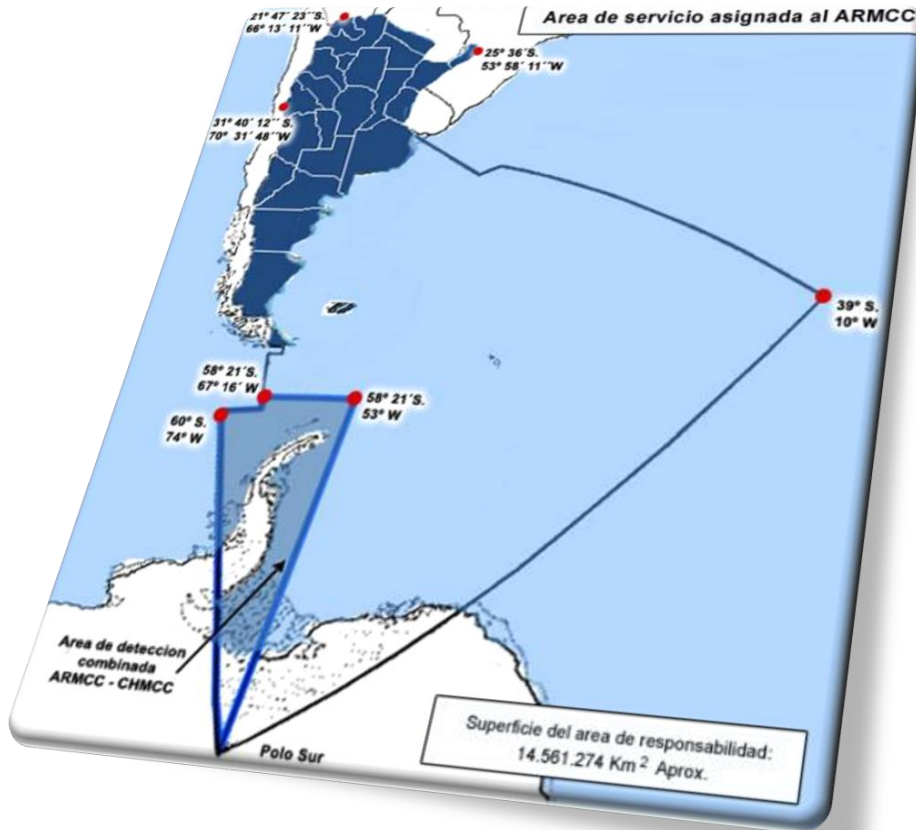 Area de servicio asignada al ARMCC
21° 47´ 23´´S.
66° 13´ 11´´W
25° 36´S.
53° 58´ 11´´W
31° 40´ 12´´ S.
70° 31´ 48´´W
39° S.
10° W
58° 21´S.
67° 16´ W
58° 21´S.
53° W
60° S.
74° W
Area de deteccion
combinada
ARMCC - CHMCC
Polo Sur
Superficie del area de responsabilidad:
14.561.274 Km² Aprox.